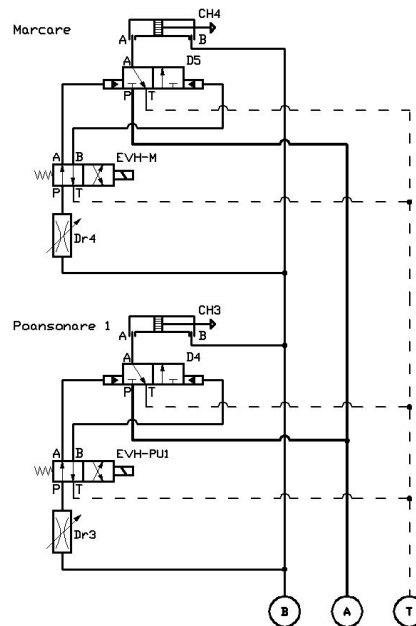 CH4
Marcare
A B
A D5
P T
A B EVH-M
P T
Dr4
CH3
Poansonare 1
A B
A D4
P T
A B EVH-PU1
P T
Dr3
B A T